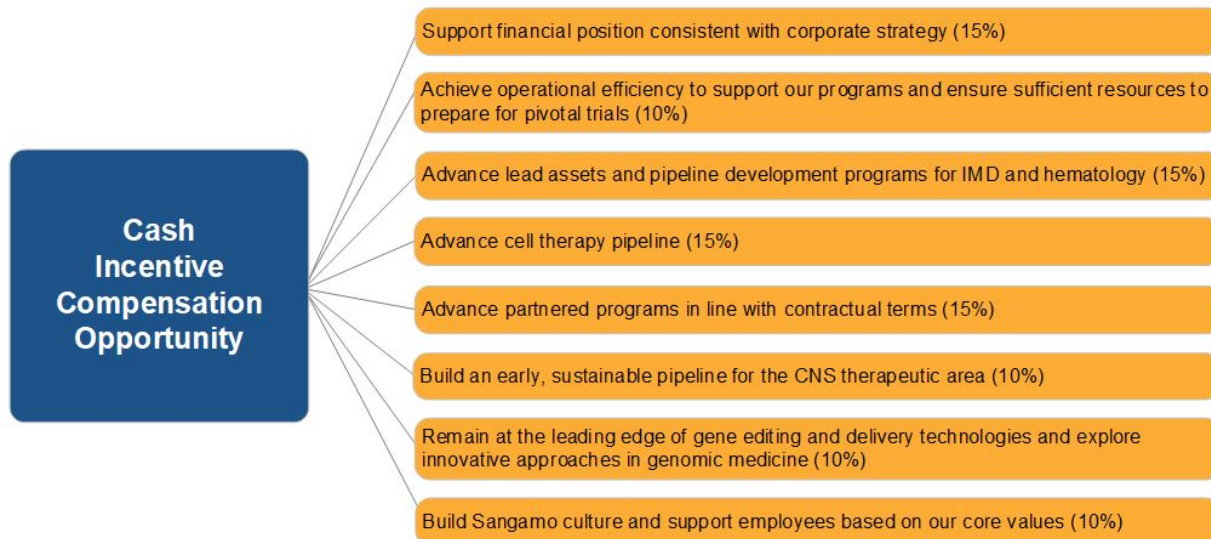 Cash
Incentive
Compensation
Opportunity
Support financial position consistent with corporate strategy (15%)
Achieve operational efficiency to support our programs and ensure sufficient resources to
prepare for pivotal trials (10%)
Advance lead assets and pipeline development programs for IMD and hematology (15%)
Advance cell therapy pipeline (15%)
Advance partnered programs in line with contractual terms (15%)
Build an early, sustainable pipeline for the CNS therapeutic area (10%)
Remain at the leading edge of gene editing and delivery technologies and explore
innovative approaches in genomic medicine (10%)
Build Sangamo culture and support employees based on our core values (10%)